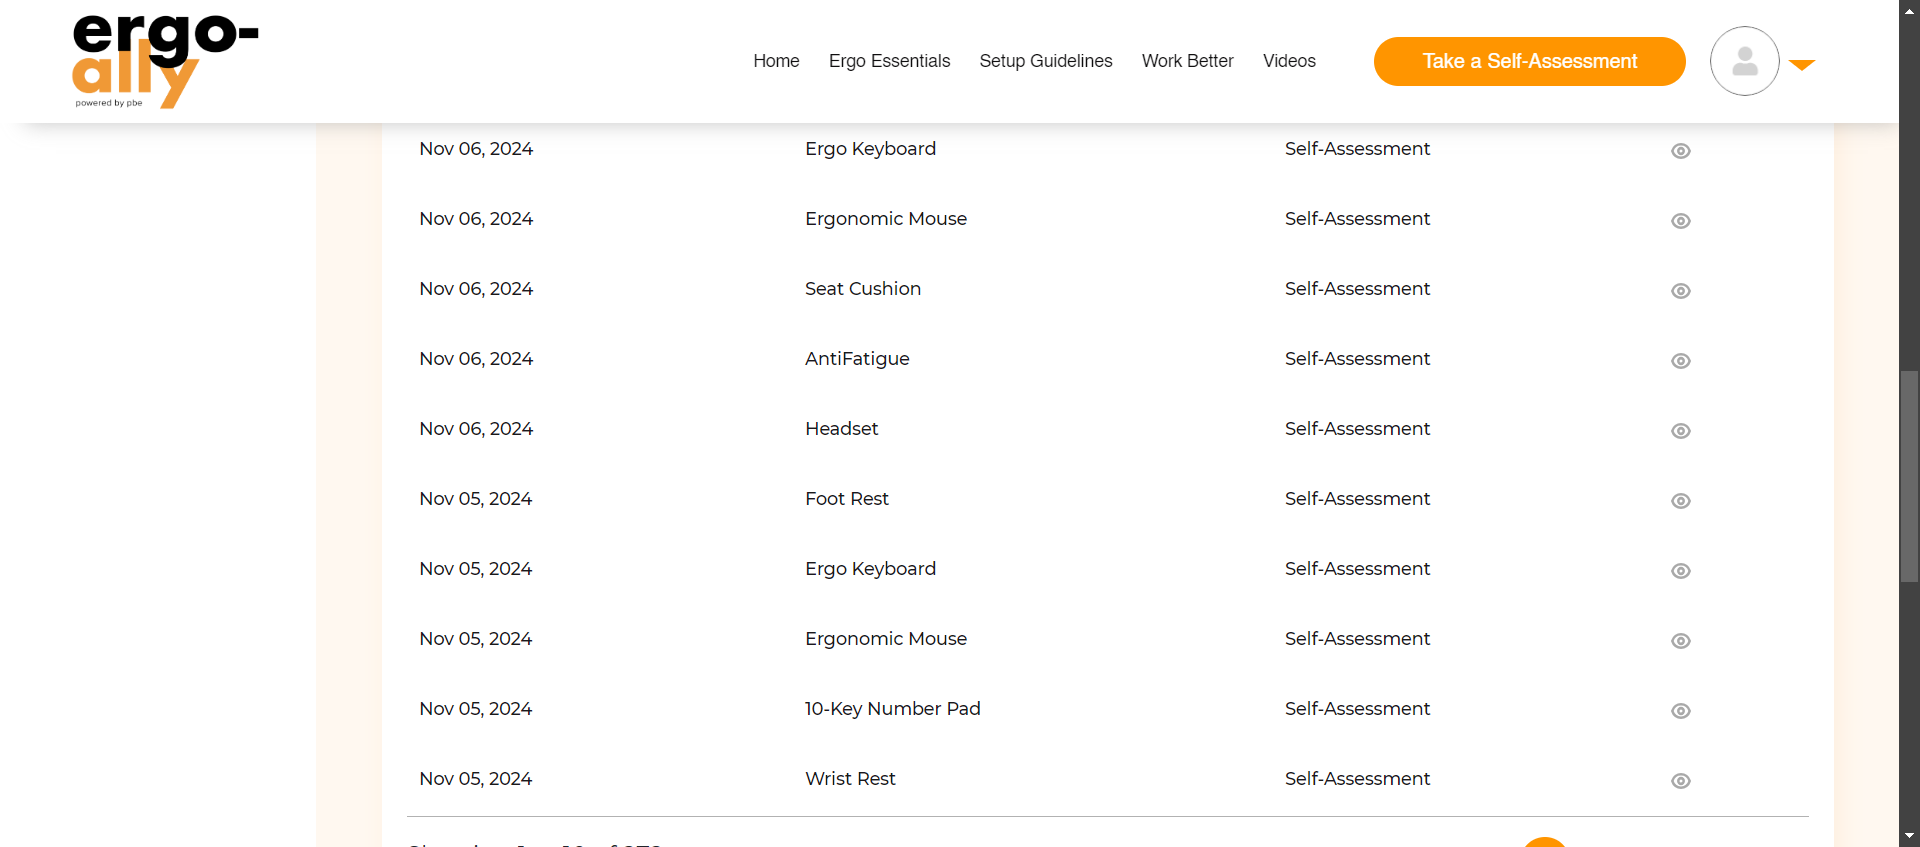 ergo-
ally
powered by pbe
Home Ergo Essentials Setup Guidelines Work Better Videos Take a Self-Assessment
Nov 06, 2024 Ergo Keyboard Self-Assessment
Nov 06, 2024 Ergonomic Mouse Self-Assessment
Nov 06, 2024 Seat Cushion Self-Assessment
Nov 06, 2024 AntiFatigue Self-Assessment
Nov 06, 2024 Headset Self-Assessment
Nov 05, 2024 Foot Rest Self-Assessment
Nov 05, 2024 Ergo Keyboard Self-Assessment
Nov 05, 2024 Ergonomic Mouse Self-Assessment
Nov 05, 2024 10-Key Number Pad Self-Assessment
Nov 05, 2024 Wrist Rest Self-Assessment